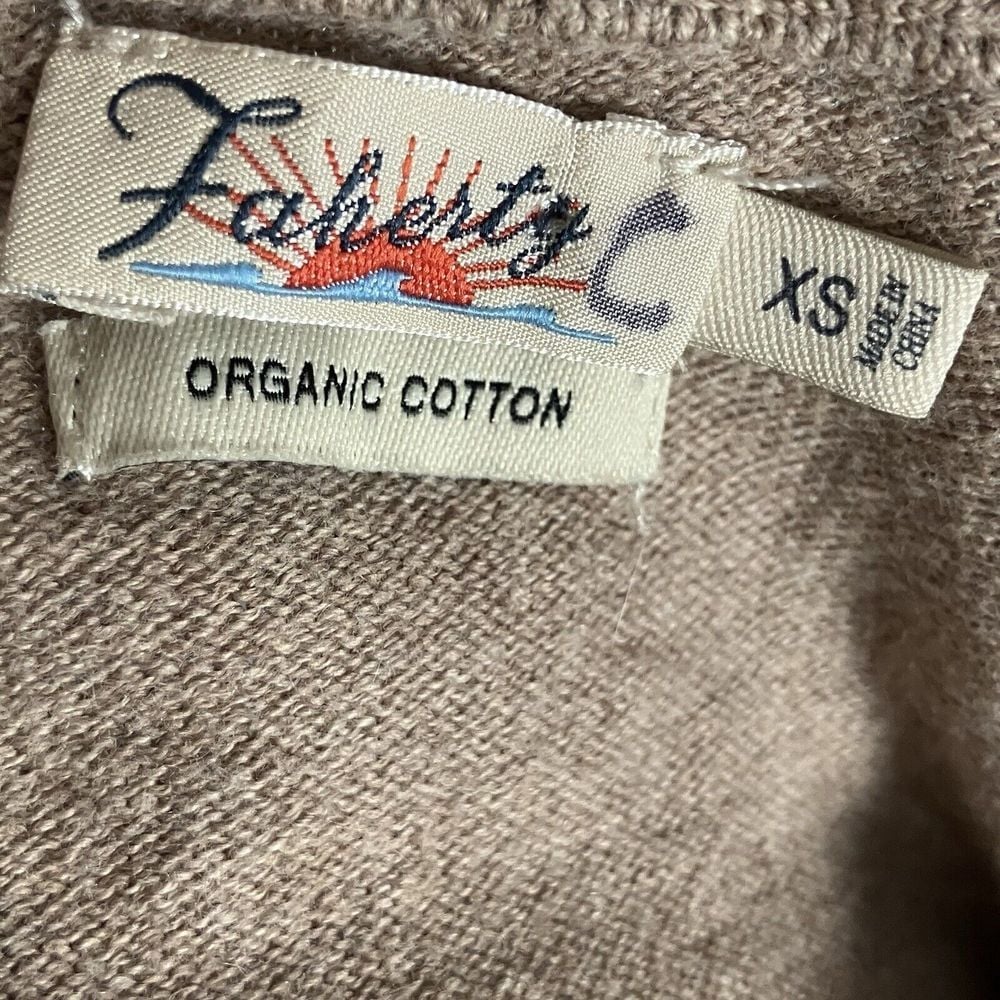 Faherty C
XS
MADE IN
CHINA
ORGANIC COTTON